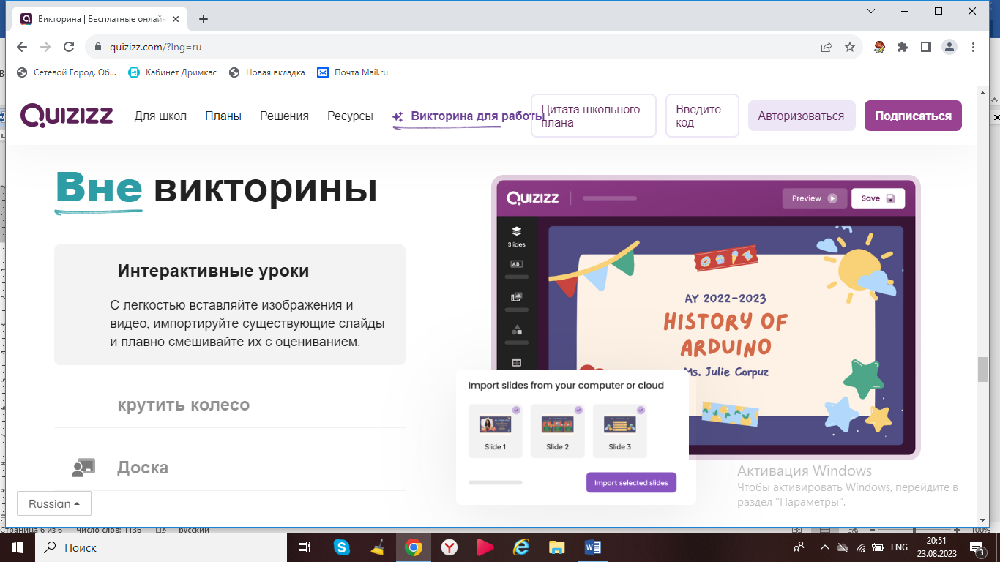 Викторина | Бесплатные онлайн
quizizz.com/?lng=ru
Сетевой Город. Об...
Кабинет Дримкас
Новая вкладка
Почта Mail.ru
Quizizz
Для школ
Планы
Решения
Ресурсы
Викторина для работы
Цитата школьного
плана
Введите
код
Авторизоваться
Подписаться
Вне викторины
Интерактивные уроки
С легкостью вставляйте изображения и
видео, импортируйте существующие слайды
и плавно смешивайте их с оцениванием.
крутить колесо
Доска
Russian
Quizizz
Preview
Save
Slides
AB
AY 2022-2023
HISTORY OF
ARDUINO
Ms. Julie Corpuz
Import slides from your computer or cloud
Slide 1
Slide 2
Slide 3
Import selected slides
Активация Windows
Чтобы активировать Windows, перейдите в
раздел "Параметры".
Страница 6 из 6
Число слов: 1136
русский
100%
Поиск
ENG
20:51
23.08.2023
3